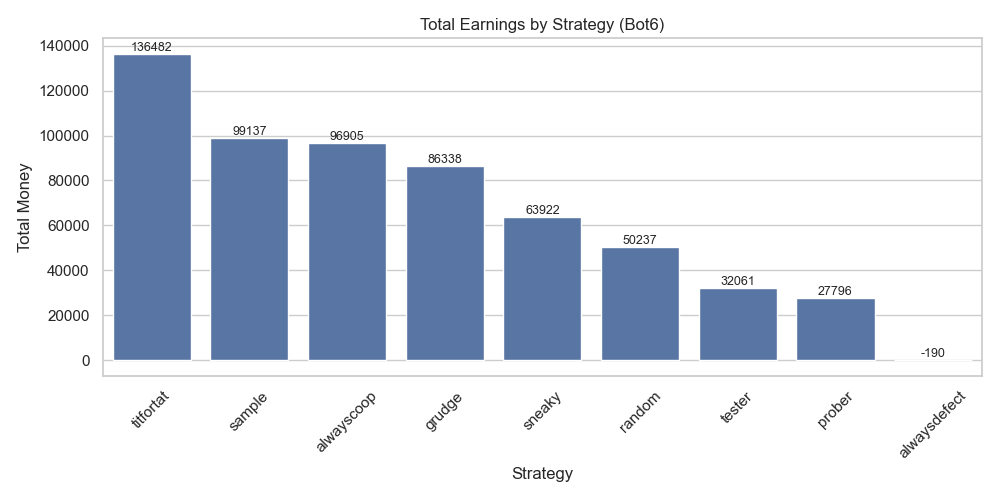 Total Earnings by Strategy (Bot6)
Total Money
140000
120000
100000
80000
60000
40000
20000
0
136482
99137
96905
86338
63922
50237
32061
27796
-190
titfortat
sample
alwayscoop
grudge
sneaky
random
tester
prober
alwaysdefect
Strategy